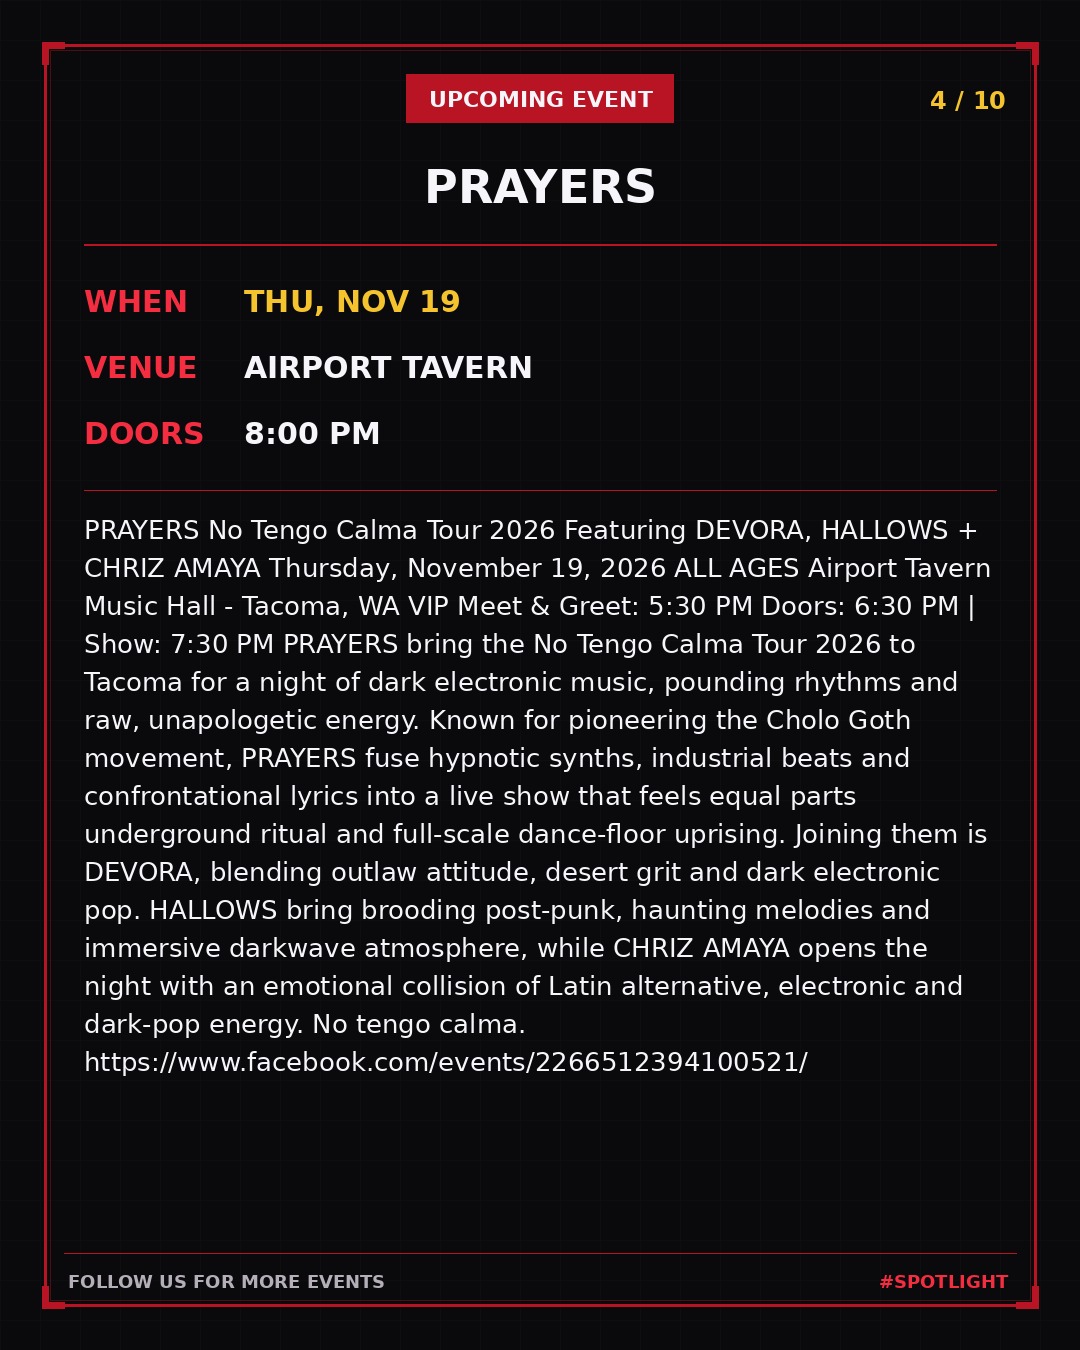 UPCOMING EVENT
4 / 10
PRAYERS
WHEN THU, NOV 19
VENUE AIRPORT TAVERN
DOORS 8:00 PM
PRAYERS No Tengo Calma Tour 2026 Featuring DEVORA, HALLOWS +
CHRIZ AMAYA Thursday, November 19, 2026 ALL AGES Airport Tavern
Music Hall - Tacoma, WA VIP Meet & Greet: 5:30 PM Doors: 6:30 PM |
Show: 7:30 PM PRAYERS bring the No Tengo Calma Tour 2026 to
Tacoma for a night of dark electronic music, pounding rhythms and
raw, unapologetic energy. Known for pioneering the Cholo Goth
movement, PRAYERS fuse hypnotic synths, industrial beats and
confrontational lyrics into a live show that feels equal parts
underground ritual and full-scale dance-floor uprising. Joining them is
DEVORA, blending outlaw attitude, desert grit and dark electronic
pop. HALLOWS bring brooding post-punk, haunting melodies and
immersive darkwave atmosphere, while CHRIZ AMAYA opens the
night with an emotional collision of Latin alternative, electronic and
dark-pop energy. No tengo calma.
https://www.facebook.com/events/2266512394100521/
FOLLOW US FOR MORE EVENTS
#SPOTLIGHT